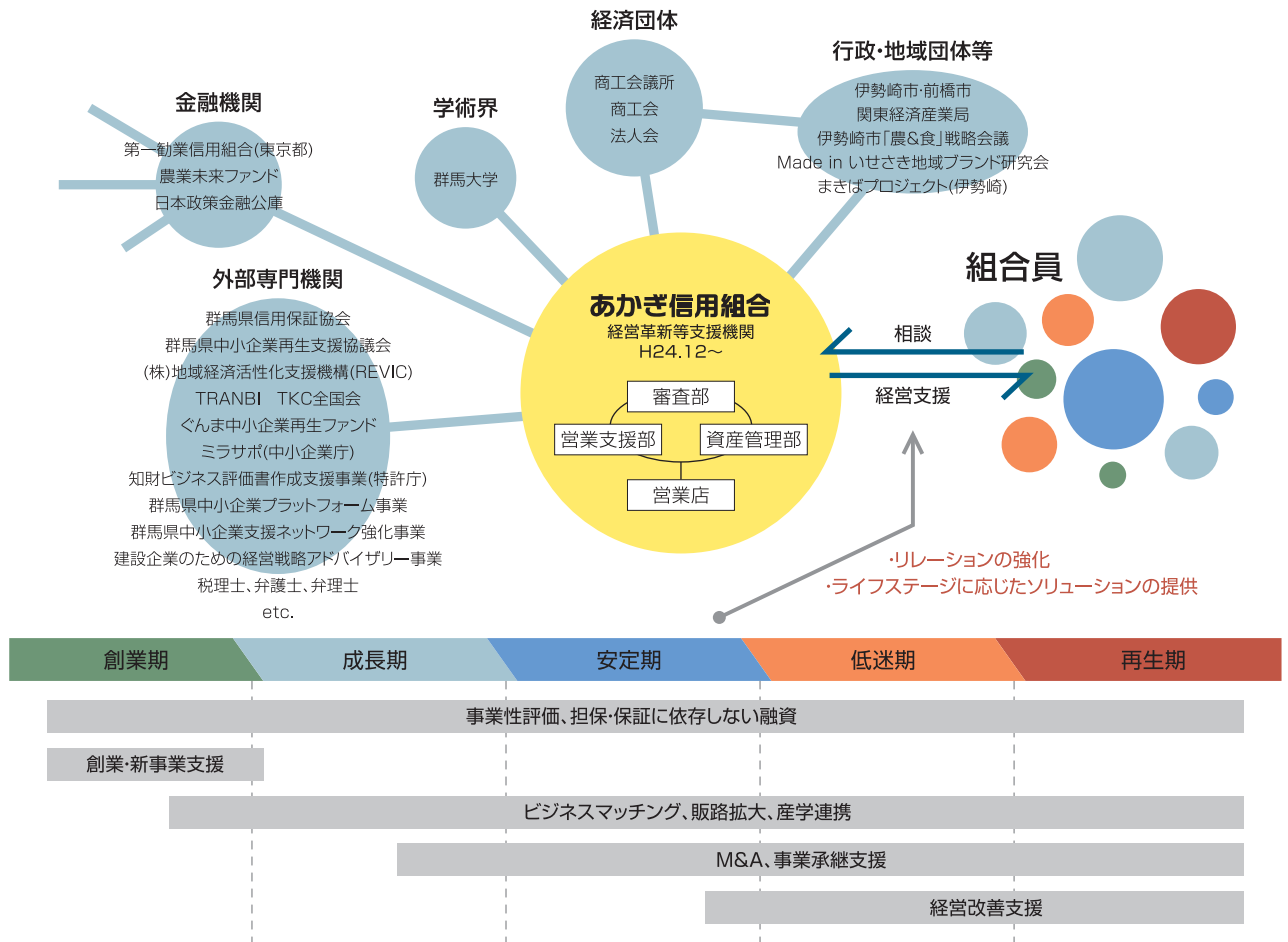 経済団体
商工会議所
商工会
法人会
行政・地域団体等
伊勢崎市・前橋市
関東経済産業局
伊勢崎市「農&食」戦略会議
Made in いせさき地域ブランド研究会
まきばプロジェクト(伊勢崎)
金融機関
第一勧業信用組合(東京都)
農業未来ファンド
日本政策金融公庫
学術界
群馬大学
外部専門機関
群馬県信用保証協会
群馬県中小企業再生支援協議会
(株)地域経済活性化支援機構(REVIC)
TRANBI　TKC全国会
ぐんま中小企業再生ファンド
ミラサポ(中小企業庁)
知財ビジネス評価書作成支援事業(特許庁)
群馬県中小企業プラットフォーム事業
群馬県中小企業支援ネットワーク強化事業
建設企業のための経営戦略アドバイザリー事業
税理士、弁護士、弁理士
etc.
あかぎ信用組合
経営革新等支援機関
H24.12～
審査部
営業支援部
資産管理部
営業店
組合員
相談
経営支援
・リレーションの強化
・ライフステージに応じたソリューションの提供
創業期
成長期
安定期
低迷期
再生期
事業性評価、担保・保証に依存しない融資
創業・新事業支援
ビジネスマッチング、販路拡大、産学連携
M&A、事業承継支援
経営改善支援